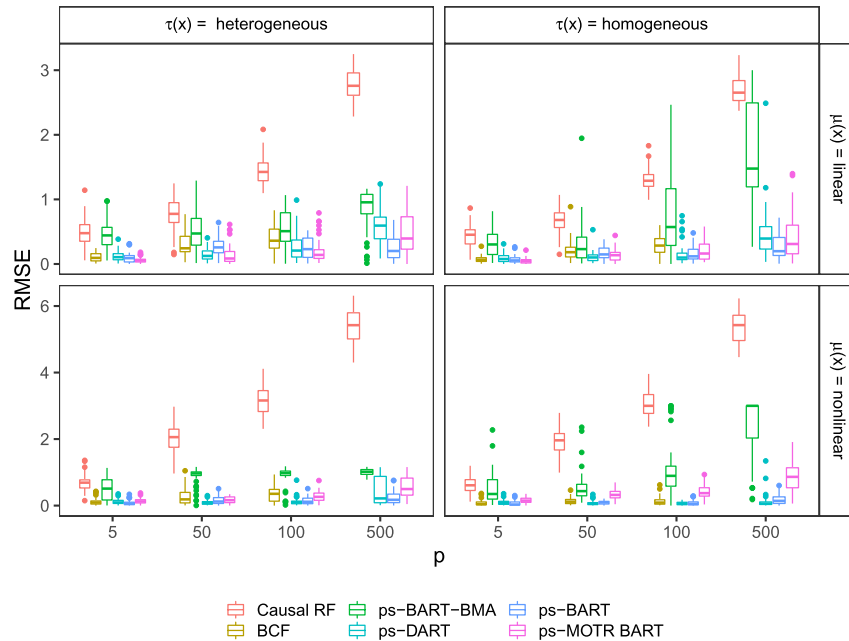 τ(x) = heterogeneous
τ(x) = homogeneous
RMSE
3
2
1
0
μ(x) = linear
6
4
2
0
μ(x) = nonlinear
5 50 100 500 5 50 100 500
p
Causal RF ps−BART−BMA ps−BART
BCF ps−DART ps−MOTR BART